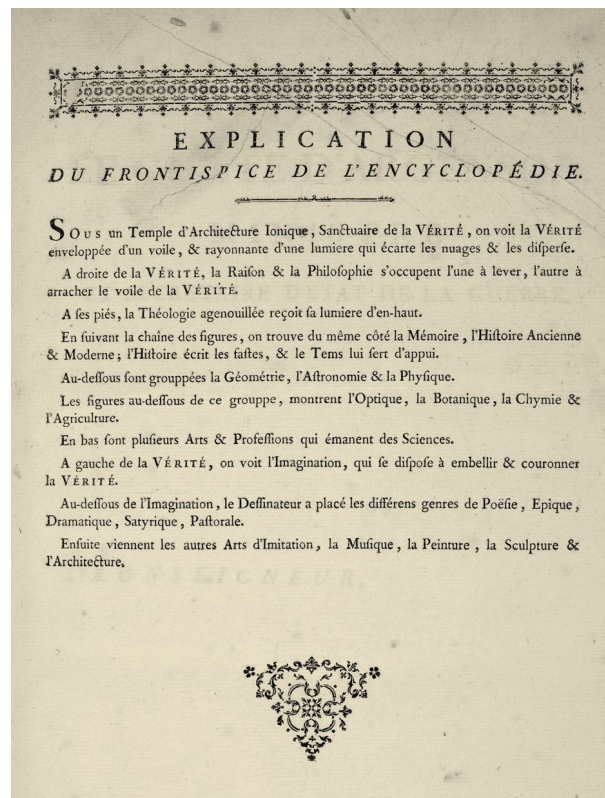 EXPLICATION
DU FRONTISPICE DE L'ENCYCLOPÉDIE.
Sous un Temple d'Architecture Ionique, Sanctuaire de la VÉRITÉ, on voit la VÉRITÉ
enveloppée d'un voile, & rayonnante d'une lumiere qui écarte les nuages & les disperse.
A droite de la VÉRITÉ, la Raiſon & la Philoſophie s'occupent l'une à lever, l'autre à
arracher le voile de la VÉRITÉ.
A ſes piés, la Théologie agenouillée reçoit ſa lumiere d'en-haut.
En ſuivant la chaîne des figures, on trouve du même côté la Mémoire, l'Hiſtoire Ancienne
& Moderne; l'Hiſtoire écrit les faſtes, & le Tems lui ſert d'appui.
Au-deſſous ſont grouppées la Géométrie, l'Aſtronomie & la Phyſique.
Les figures au-deſſous de ce grouppe, montrent l'Optique, la Botanique, la Chymie &
l'Agriculture.
En bas ſont pluſieurs Arts & Profeſſions qui émanent des Sciences.
A gauche de la VÉRITÉ, on voit l'Imagination, qui ſe diſpoſe à embellir & couronner
la VÉRITÉ.
Au-deſſous de l'Imagination, le Deſſinateur a placé les différens genres de Poëſie, Epique,
Dramatique, Satyrique, Paſtorale.
Enſuite viennent les autres Arts d'Imitation, la Muſique, la Peinture, la Sculpture &
l'Architecture.